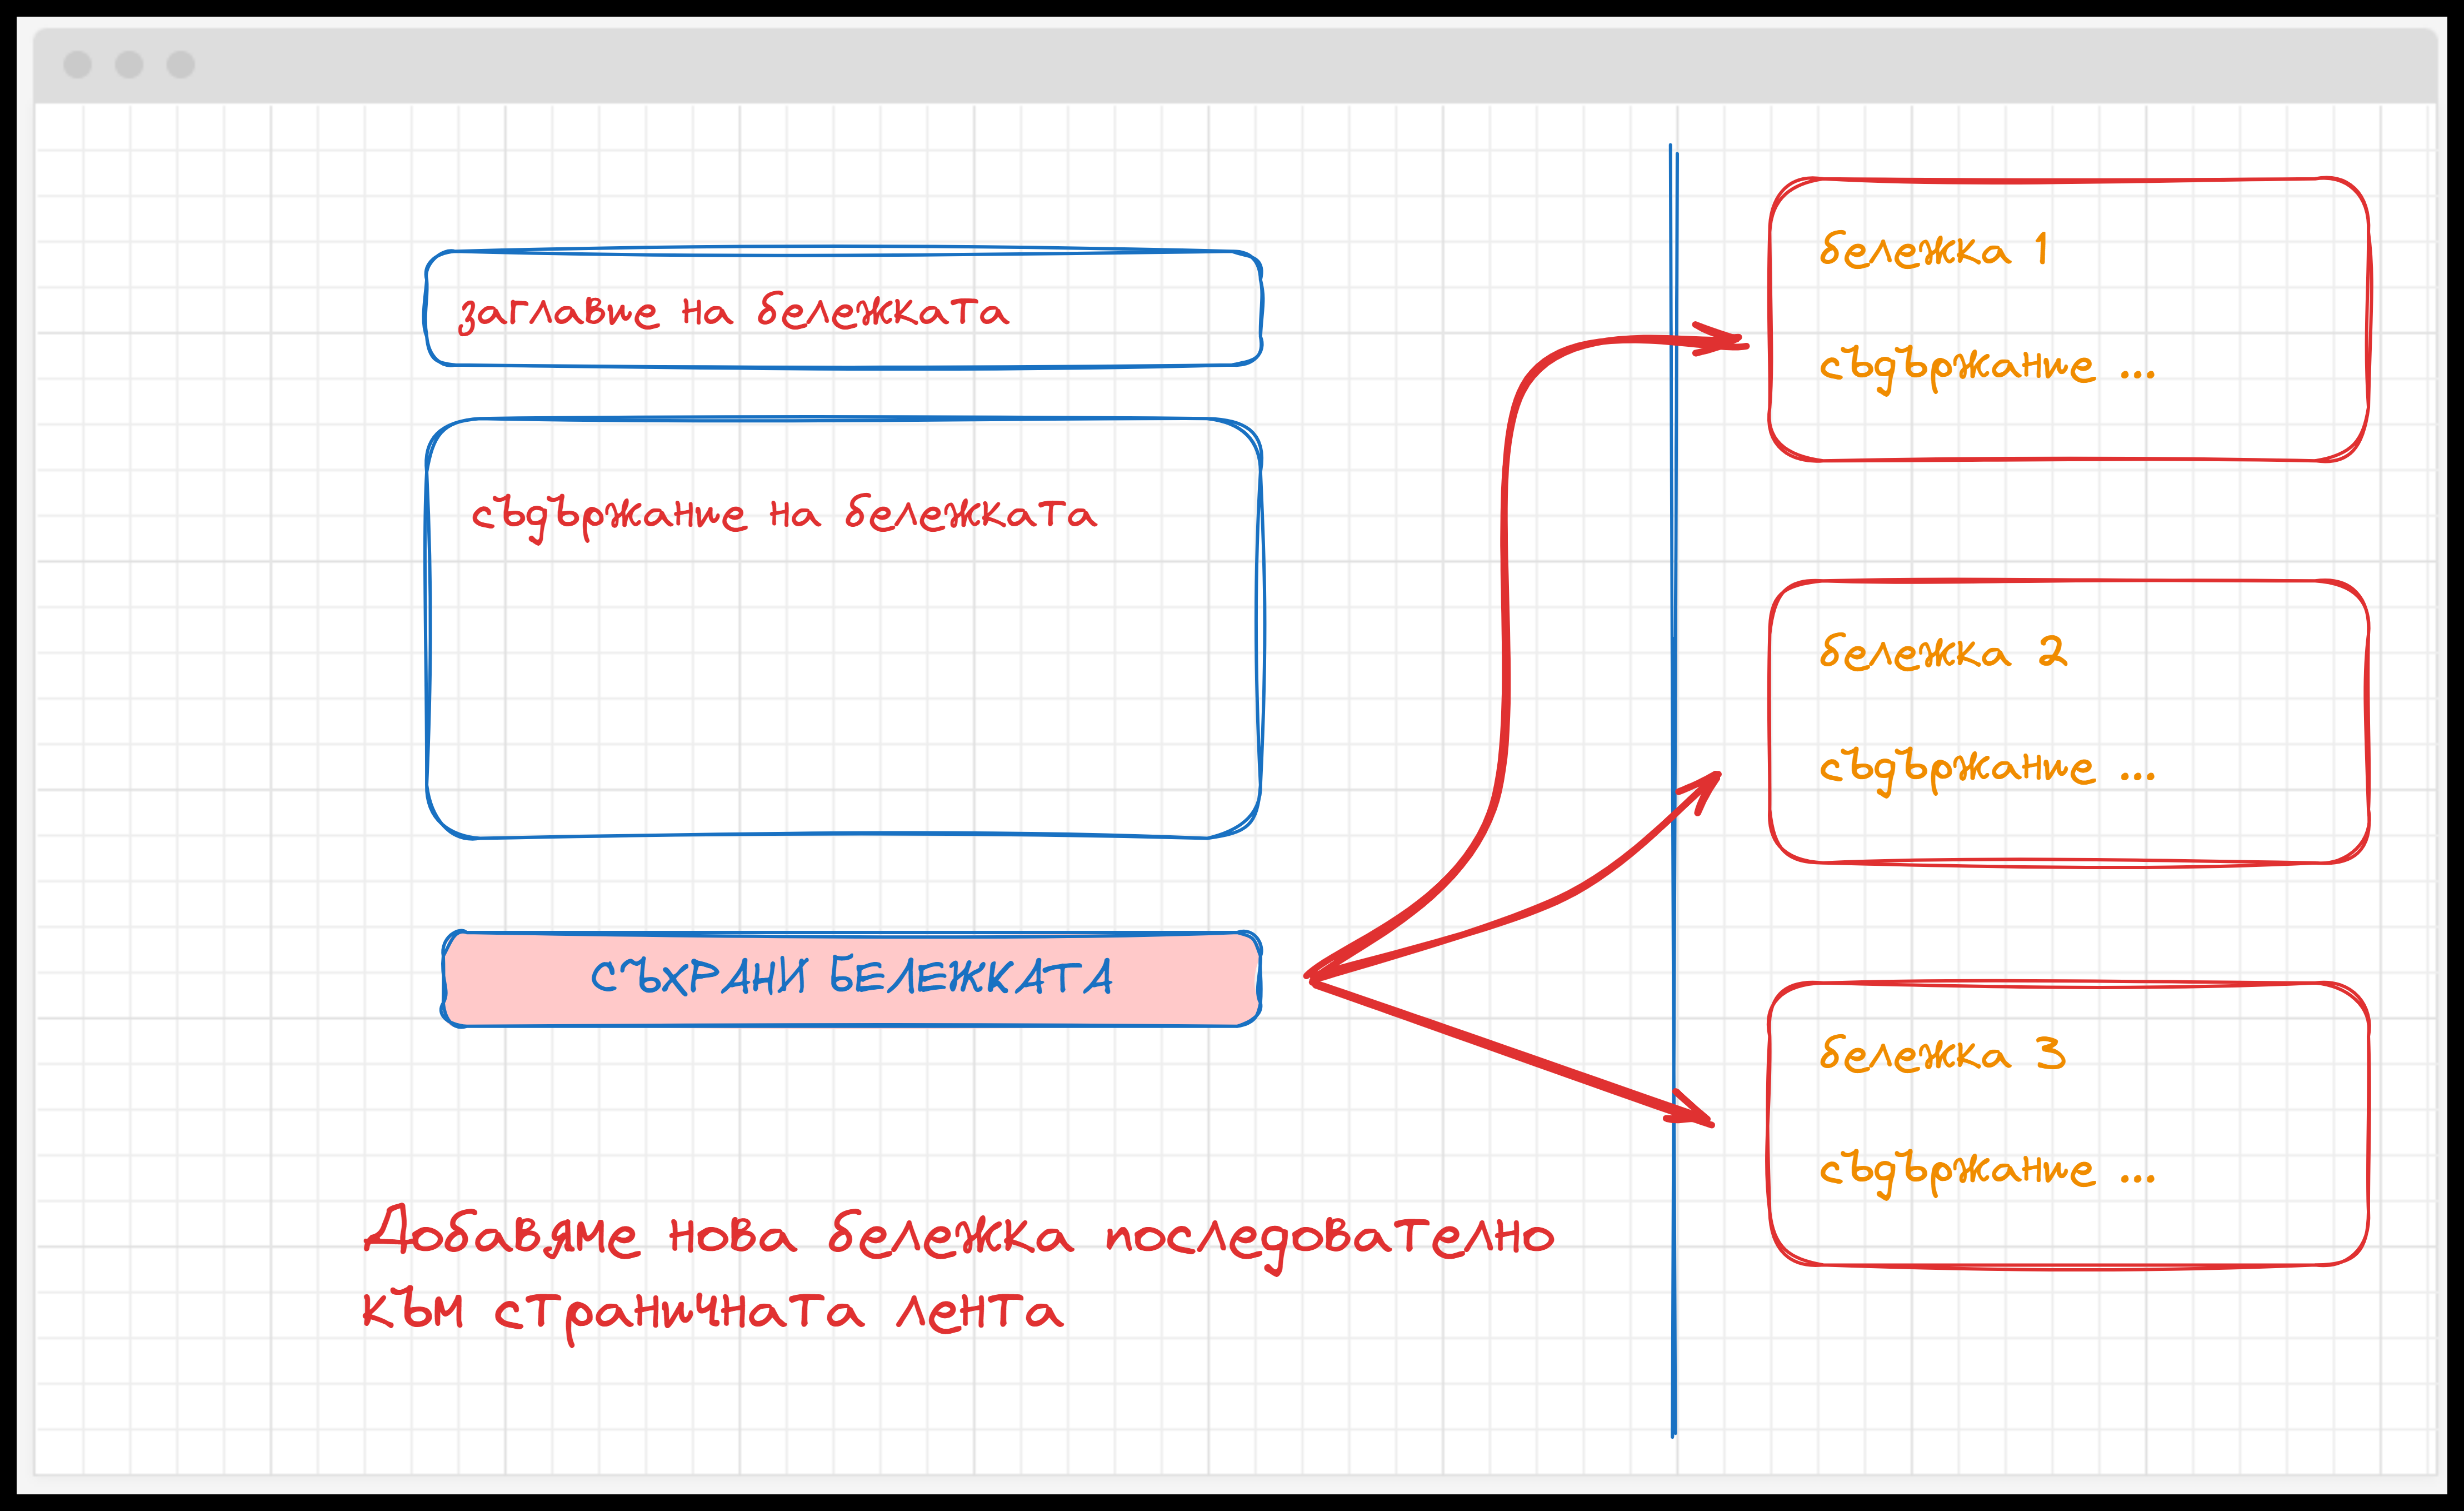 заглавие на бележката
съдържание на бележката
СЪХРАНИ БЕЛЕЖКАТА
Добавяме нова бележка последователно
към страничната лента
бележка 1
съдържание ...
бележка 2
съдържание ...
бележка 3
съдържание ...